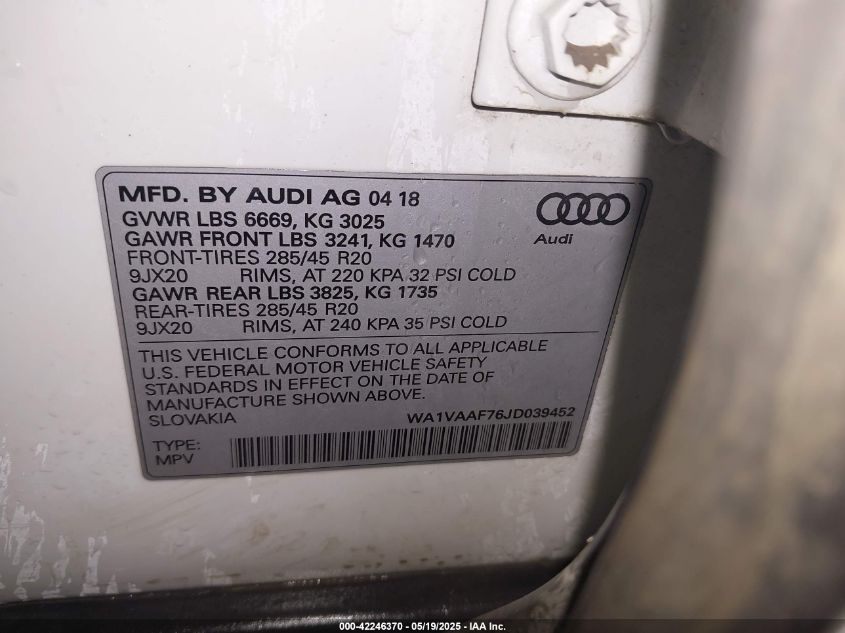 MFD. BY AUDI AG 04 18
GVWR LBS 6669, KG 3025
GAWR FRONT LBS 3241, KG 1470
FRONT-TIRES 285/45 R20
9JX20 RIMS, AT 220 KPA 32 PSI COLD
GAWR REAR LBS 3825, KG 1735
REAR-TIRES 285/45 R20
9JX20 RIMS, AT 240 KPA 35 PSI COLD
Audi
THIS VEHICLE CONFORMS TO ALL APPLICABLE
U.S. FEDERAL MOTOR VEHICLE SAFETY
STANDARDS IN EFFECT ON THE DATE OF
MANUFACTURE SHOWN ABOVE.
SLOVAKIA WA1VAAF76JD039452
TYPE:
MPV
000-42246370 - 05/19/2025 - IAA Inc.